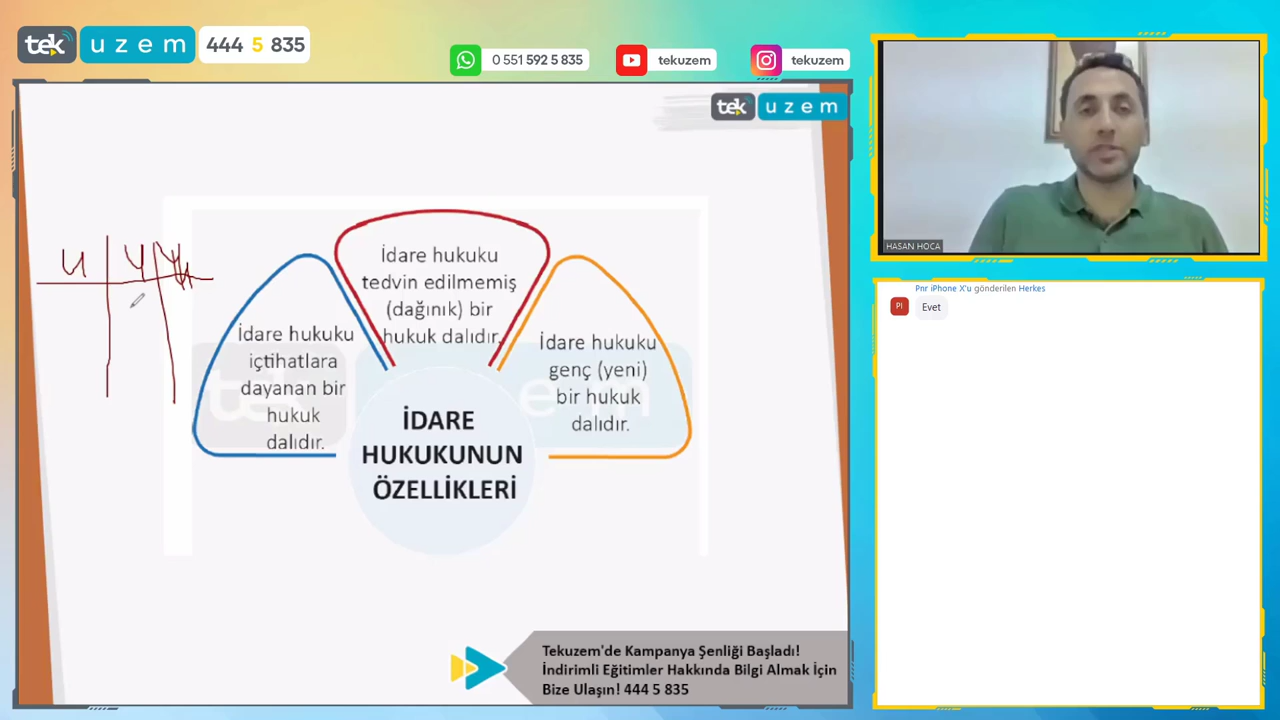 tek uzem 444 5 835
0 551 592 5 835
tekuzem
tekuzem
tek uzem
İdare hukuku
tedvin edilmemiş
(dağınık) bir
hukuk dalıdır.
İdare hukuku
içtihatlara
dayanan bir
hukuk
dalıdır.
İdare hukuku
genç (yeni)
bir hukuk
dalıdır.
İDARE
HUKUKUNUN
ÖZELLİKLERİ
Tekuzem'de Kampanya Şenliği Başladı!
İndirimli Eğitimler Hakkında Bilgi Almak İçin
Bize Ulaşın! 444 5 835
HASAN HOCA
Pnr iPhone X'u gönderilen Herkes
PI Evet